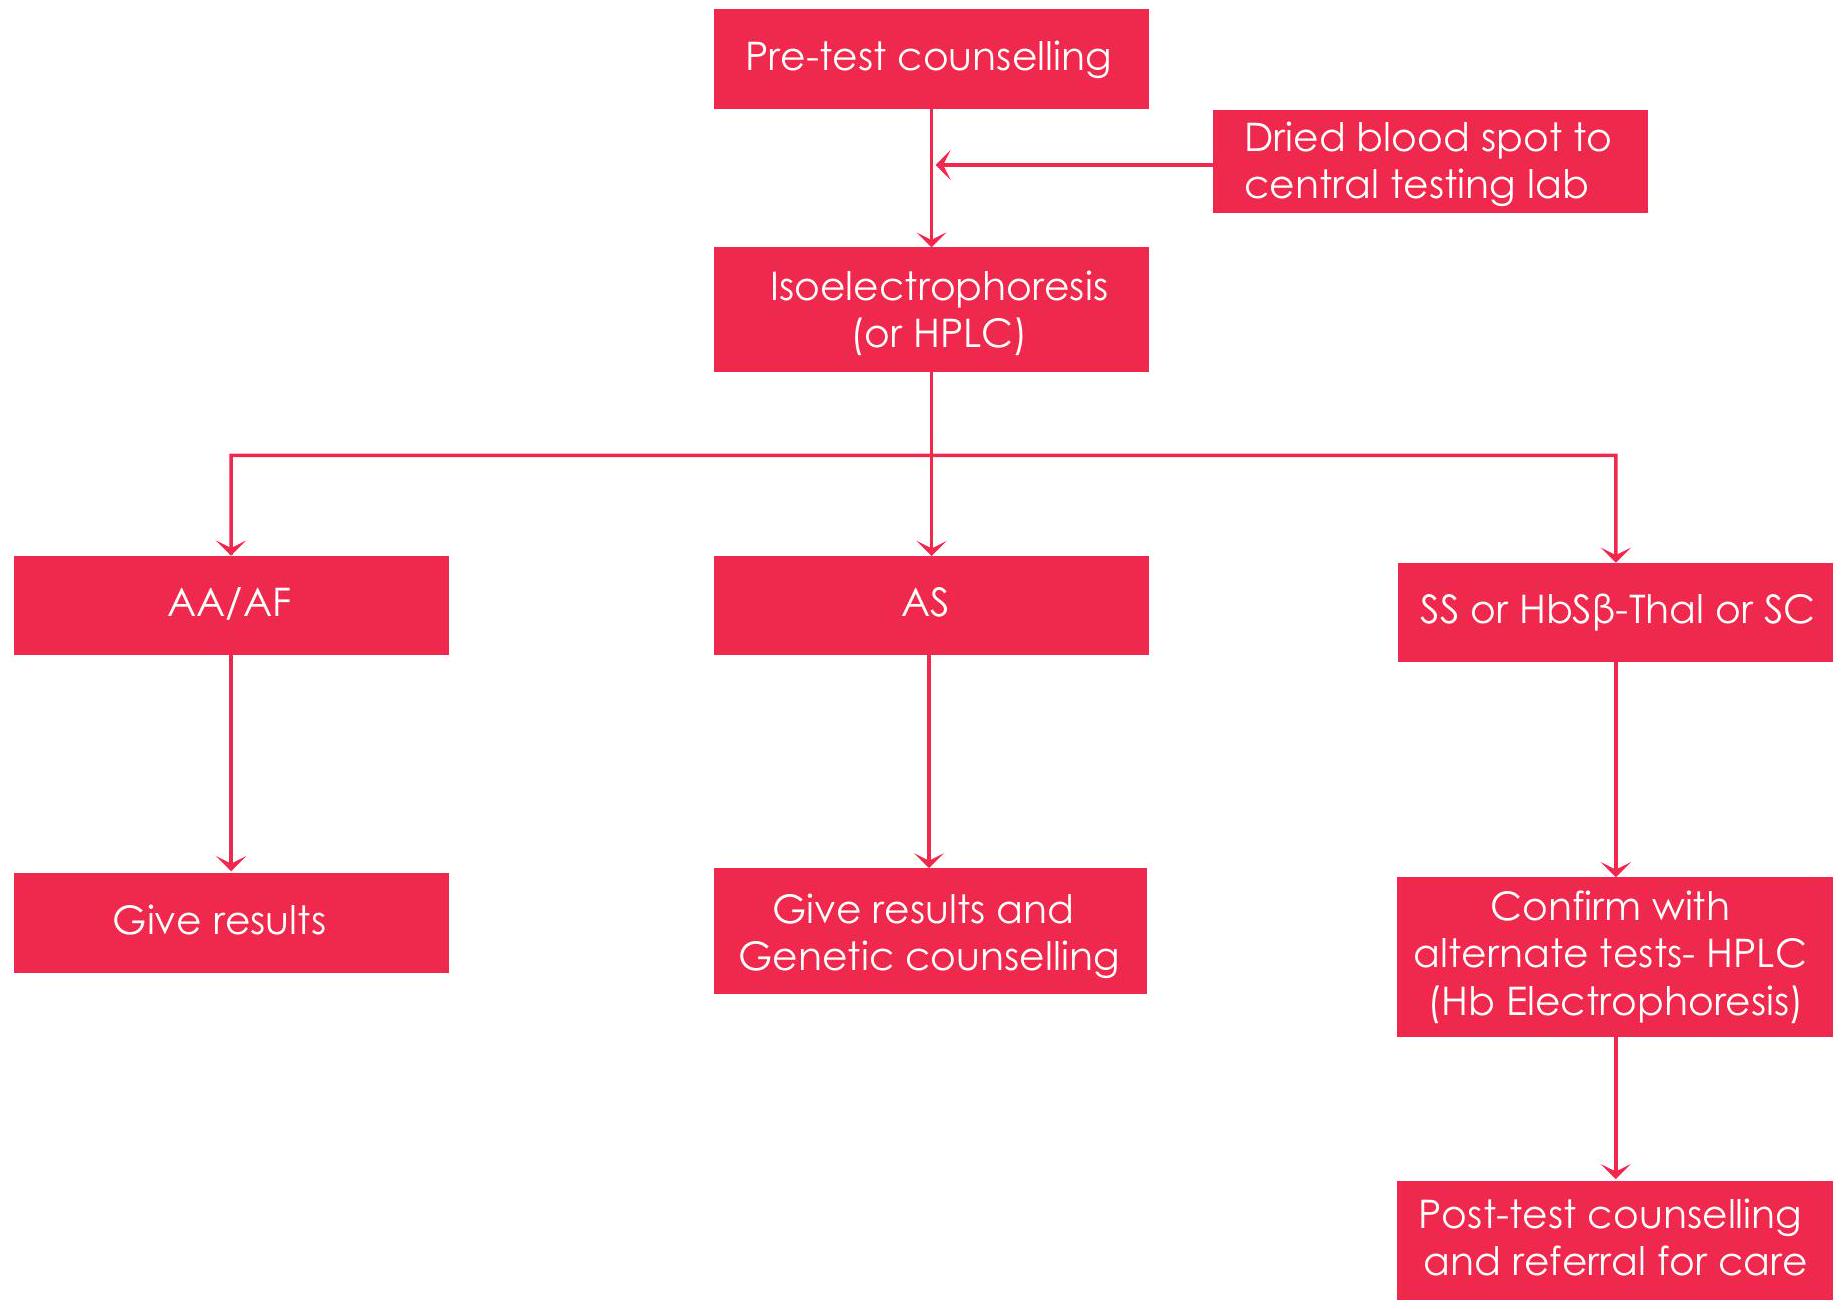 Pre-test counselling
Dried blood spot to
central testing lab
Isoelectrophoresis
(or HPLC)
AA/AF
AS
SS or HbSβ-Thal or SC
Give results
Give results and
Genetic counselling
Confirm with
alternate tests- HPLC
(Hb Electrophoresis)
Post-test counselling
and referral for care